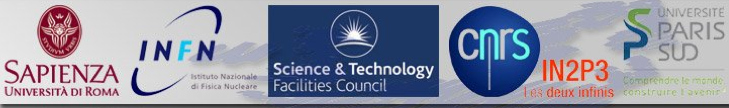 SAPIENZA
UNIVERSITÀ DI ROMA
INFN
Istituto Nazionale
di Fisica Nucleare
Science & Technology
Facilities Council
cnrs
IN2P3
Les deux infinis
UNIVERSITÉ
PARIS
SUD
Comprendre le monde,
construire l'avenir